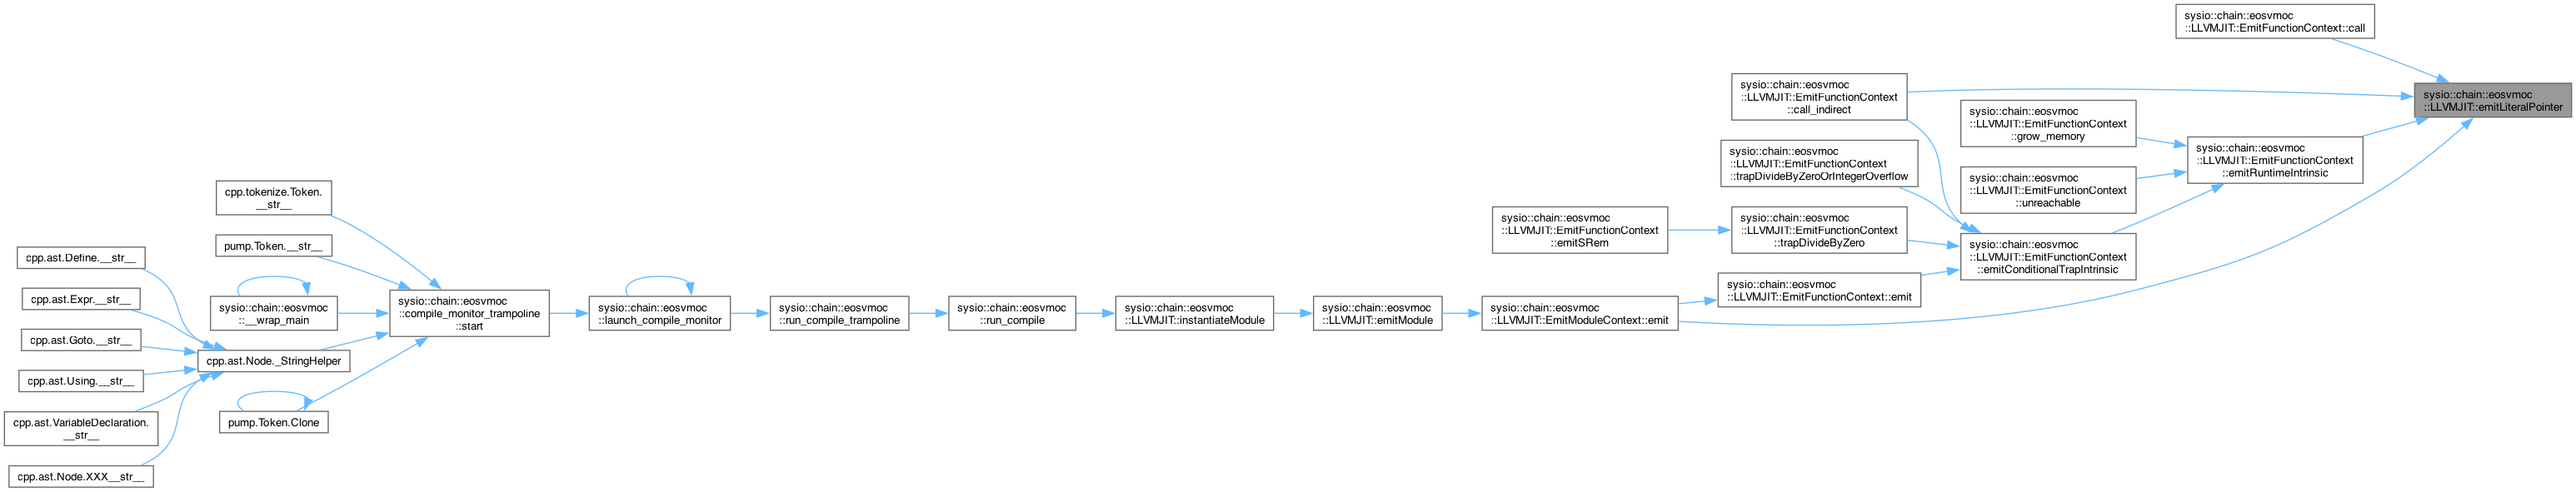 sysio::chain::eosvmoc
::LLVMJIT::EmitFunctionContext::call
sysio::chain::eosvmoc
::LLVMJIT::emitLiteralPointer
sysio::chain::eosvmoc
::LLVMJIT::EmitFunctionContext
::call_indirect
sysio::chain::eosvmoc
::LLVMJIT::EmitFunctionContext
::grow_memory
sysio::chain::eosvmoc
::LLVMJIT::EmitFunctionContext
::emitRuntimeIntrinsic
sysio::chain::eosvmoc
::LLVMJIT::EmitFunctionContext
::trapDivideByZeroOrIntegerOverflow
sysio::chain::eosvmoc
::LLVMJIT::EmitFunctionContext
::unreachable
sysio::chain::eosvmoc
::LLVMJIT::EmitFunctionContext
::emitSRem
sysio::chain::eosvmoc
::LLVMJIT::EmitFunctionContext
::trapDivideByZero
sysio::chain::eosvmoc
::LLVMJIT::EmitFunctionContext
::emitConditionalTrapIntrinsic
sysio::chain::eosvmoc
::LLVMJIT::EmitFunctionContext::emit
sysio::chain::eosvmoc
::LLVMJIT::EmitModuleContext::emit
sysio::chain::eosvmoc
::LLVMJIT::emitModule
sysio::chain::eosvmoc
::LLVMJIT::instantiateModule
sysio::chain::eosvmoc
::run_compile
sysio::chain::eosvmoc
::run_compile_trampoline
sysio::chain::eosvmoc
::launch_compile_monitor
sysio::chain::eosvmoc
::compile_monitor_trampoline
::start
cpp.tokenize.Token.
__str__
pump.Token.__str__
sysio::chain::eosvmoc
::__wrap_main
cpp.ast.Node._StringHelper
pump.Token.Clone
cpp.ast.Define.__str__
cpp.ast.Expr.__str__
cpp.ast.Goto.__str__
cpp.ast.Using.__str__
cpp.ast.VariableDeclaration.
__str__
cpp.ast.Node.XXX__str__